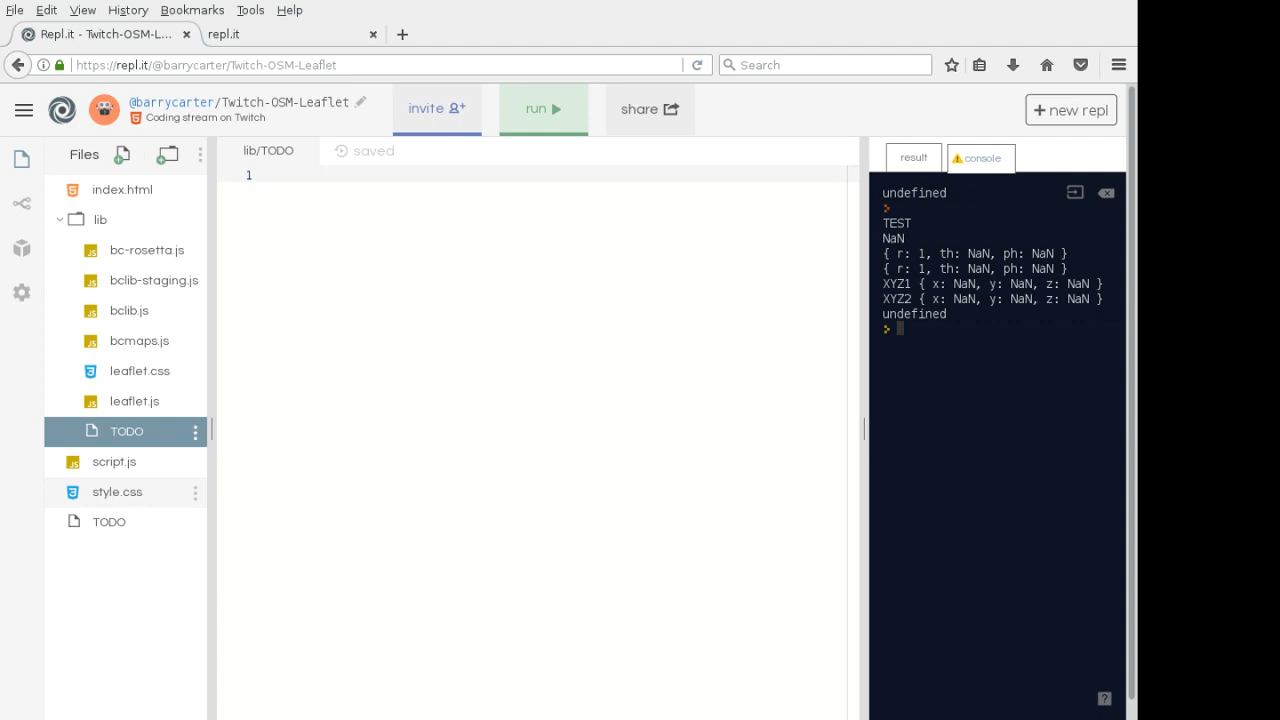 File Edit View History Bookmarks Tools Help
Repl.it - Twitch-OSM-L... repl.it
https://repl.it/@barrycarter/Twitch-OSM-Leaflet Search
@barrycarter/Twitch-OSM-Leaflet
Coding stream on Twitch
invite run share + new repl
Files
lib/TODO saved
result console
1
index.html
lib
bc-rosetta.js
bclib-staging.js
bclib.js
bcmaps.js
leaflet.css
leaflet.js
TODO
script.js
style.css
TODO
undefined
TEST
NaN
{ r: 1, th: NaN, ph: NaN }
{ r: 1, th: NaN, ph: NaN }
XYZ1 { x: NaN, y: NaN, z: NaN }
XYZ2 { x: NaN, y: NaN, z: NaN }
undefined
?